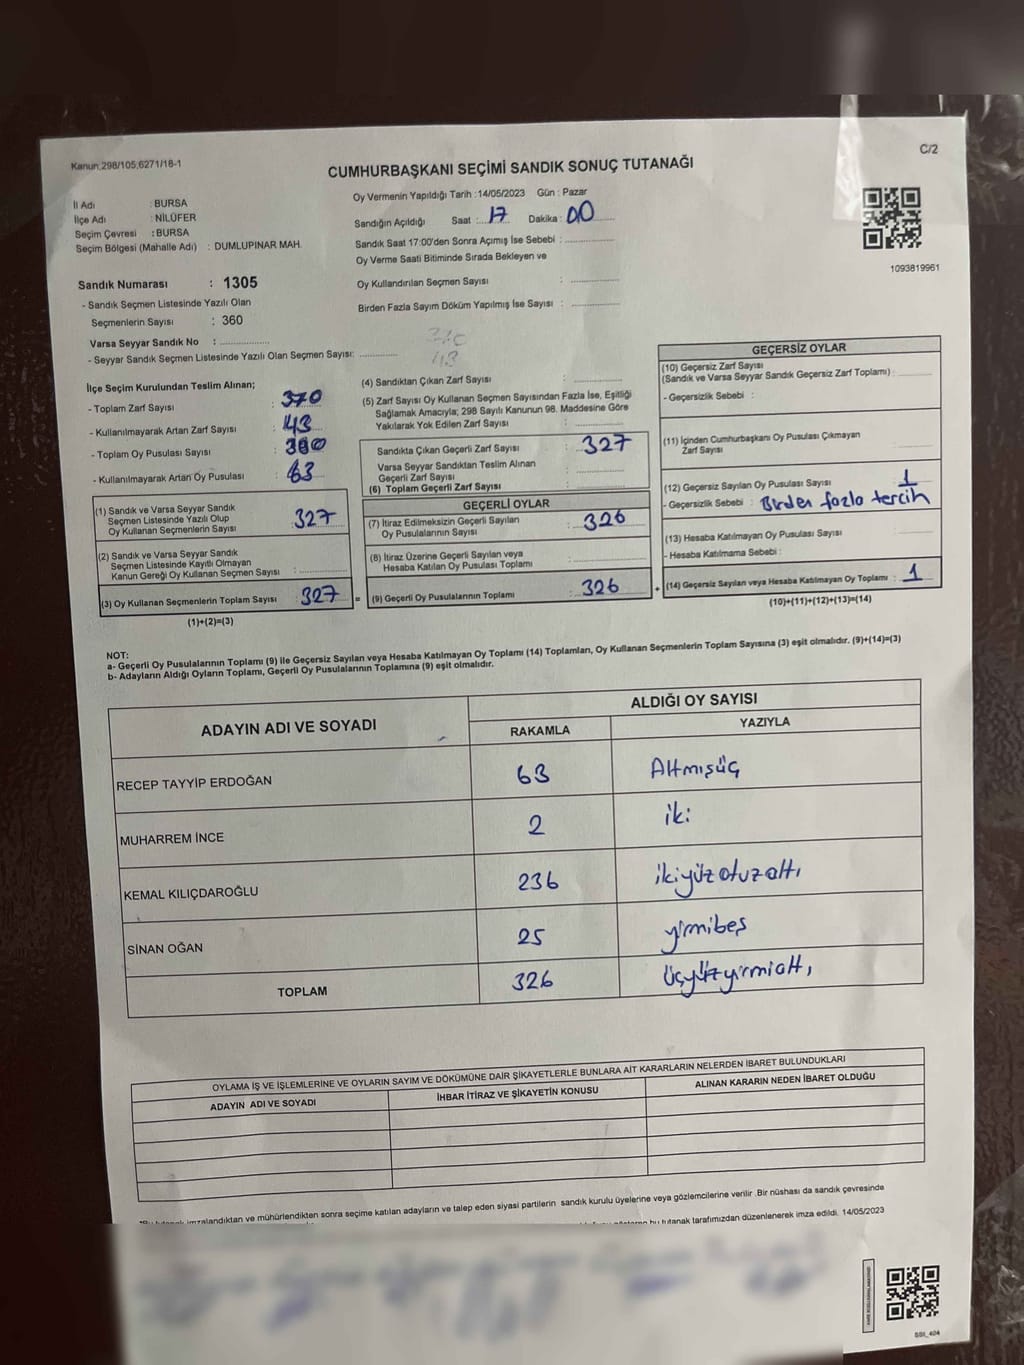 Kanun:298/105;6271/18-1
C/2
CUMHURBAŞKANI SEÇİMİ SANDIK SONUÇ TUTANAĞI
İl Adı : BURSA
İlçe Adı : NİLÜFER
Seçim Çevresi : BURSA
Seçim Bölgesi (Mahalle Adı) : DUMLUPINAR MAH.
Oy Vermenin Yapıldığı Tarih :14/05/2023 Gün : Pazar
Sandığın Açıldığı Saat : 17 Dakika : 00
Sandık Saat 17:00'den Sonra Açımış İse Sebebi :
Oy Verme Saati Bitiminde Sırada Bekleyen ve
Oy Kullandırılan Seçmen Sayısı :
Birden Fazla Sayım Döküm Yapılmış İse Sayısı :
1093819961
Sandık Numarası : 1305
- Sandık Seçmen Listesinde Yazılı Olan
Seçmenlerin Sayısı : 360
Varsa Seyyar Sandık No :
- Seyyar Sandık Seçmen Listesinde Yazılı Olan Seçmen Sayısı:
İlçe Seçim Kurulundan Teslim Alınan;
- Toplam Zarf Sayısı : 370
- Kullanılmayarak Artan Zarf Sayısı : 43
- Toplam Oy Pusulası Sayısı :
- Kullanılmayarak Artan Oy Pusulası : 63
(1) Sandık ve Varsa Seyyar Sandık
Seçmen Listesinde Yazılı Olup
Oy Kullanan Seçmenlerin Sayısı 327
(2) Sandık ve Varsa Seyyar Sandık
Seçmen Listesinde Kayıtlı Olmayan
Kanun Gereği Oy Kullanan Seçmen Sayısı :
(3) Oy Kullanan Seçmenlerin Toplam Sayısı : 327
(1)+(2)=(3)
(4) Sandıktan Çıkan Zarf Sayısı :
(5) Zarf Sayısı Oy Kullanan Seçmen Sayısından Fazla İse, Eşitliği
Sağlamak Amacıyla; 298 Sayılı Kanunun 98. Maddesine Göre
Yakılarak Yok Edilen Zarf Sayısı :
Sandıkta Çıkan Geçerli Zarf Sayısı : 327
Varsa Seyyar Sandıktan Teslim Alınan
Geçerli Zarf Sayısı :
(6) Toplam Geçerli Zarf Sayısı :
GEÇERLİ OYLAR
(7) İtiraz Edilmeksizin Geçerli Sayılan
Oy Pusulalarının Sayısı : 326
(8) İtiraz Üzerine Geçerli Sayılan veya
Hesaba Katılan Oy Pusulası Toplamı :
= (9) Geçerli Oy Pusulalarının Toplamı : 326 +
GEÇERSİZ OYLAR
(10) Geçersiz Zarf Sayısı
(Sandık ve Varsa Seyyar Sandık Geçersiz Zarf Toplamı) :
- Geçersizlik Sebebi :
(11) İçinden Cumhurbaşkanı Oy Pusulası Çıkmayan
Zarf Sayısı
(12) Geçersiz Sayılan Oy Pusulası Sayısı : 1
- Geçersizlik Sebebi : Birden fazla tercih
(13) Hesaba Katılmayan Oy Pusulası Sayısı :
- Hesaba Katılmama Sebebi :
(14) Geçersiz Sayılan veya Hesaba Katılmayan Oy Toplamı : 1
(10)+(11)+(12)+(13)=(14)
NOT:
a- Geçerli Oy Pusulalarının Toplamı (9) ile Geçersiz Sayılan veya Hesaba Katılmayan Oy Toplamı (14) Toplamları, Oy Kullanan Seçmenlerin Toplam Sayısına (3) eşit olmalıdır. (9)+(14)=(3)
b- Adayların Aldığı Oyların Toplamı, Geçerli Oy Pusulalarının Toplamına (9) eşit olmalıdır.
ADAYIN ADI VE SOYADI
ALDIĞI OY SAYISI
RAKAMLA YAZIYLA
RECEP TAYYİP ERDOĞAN 63 Altmışüç
MUHARREM İNCE 2 iki
KEMAL KILIÇDAROĞLU 236 ikiyüzotuzaltı
SİNAN OĞAN 25 yirmibeş
TOPLAM 326 üçyüzyirmialtı
OYLAMA İŞ VE İŞLEMLERİNE VE OYLARIN SAYIM VE DÖKÜMÜNE DAİR ŞİKAYETLERLE BUNLARA AİT KARARLARIN NELERDEN İBARET BULUNDUKLARI
ADAYIN ADI VE SOYADI
İHBAR İTİRAZ VE ŞİKAYETİN KONUSU
ALINAN KARARIN NEDEN İBARET OLDUĞU
imzalandıktan ve mühürlendikten sonra seçime katılan adayların ve talep eden siyasi partilerin sandık kurulu üyelerine veya gözlemcilerine verilir .Bir nüshası da sandık çevresinde
bu tutanak tarafımızdan düzenlenerek imza edildi. 14/05/2023
SSI_404